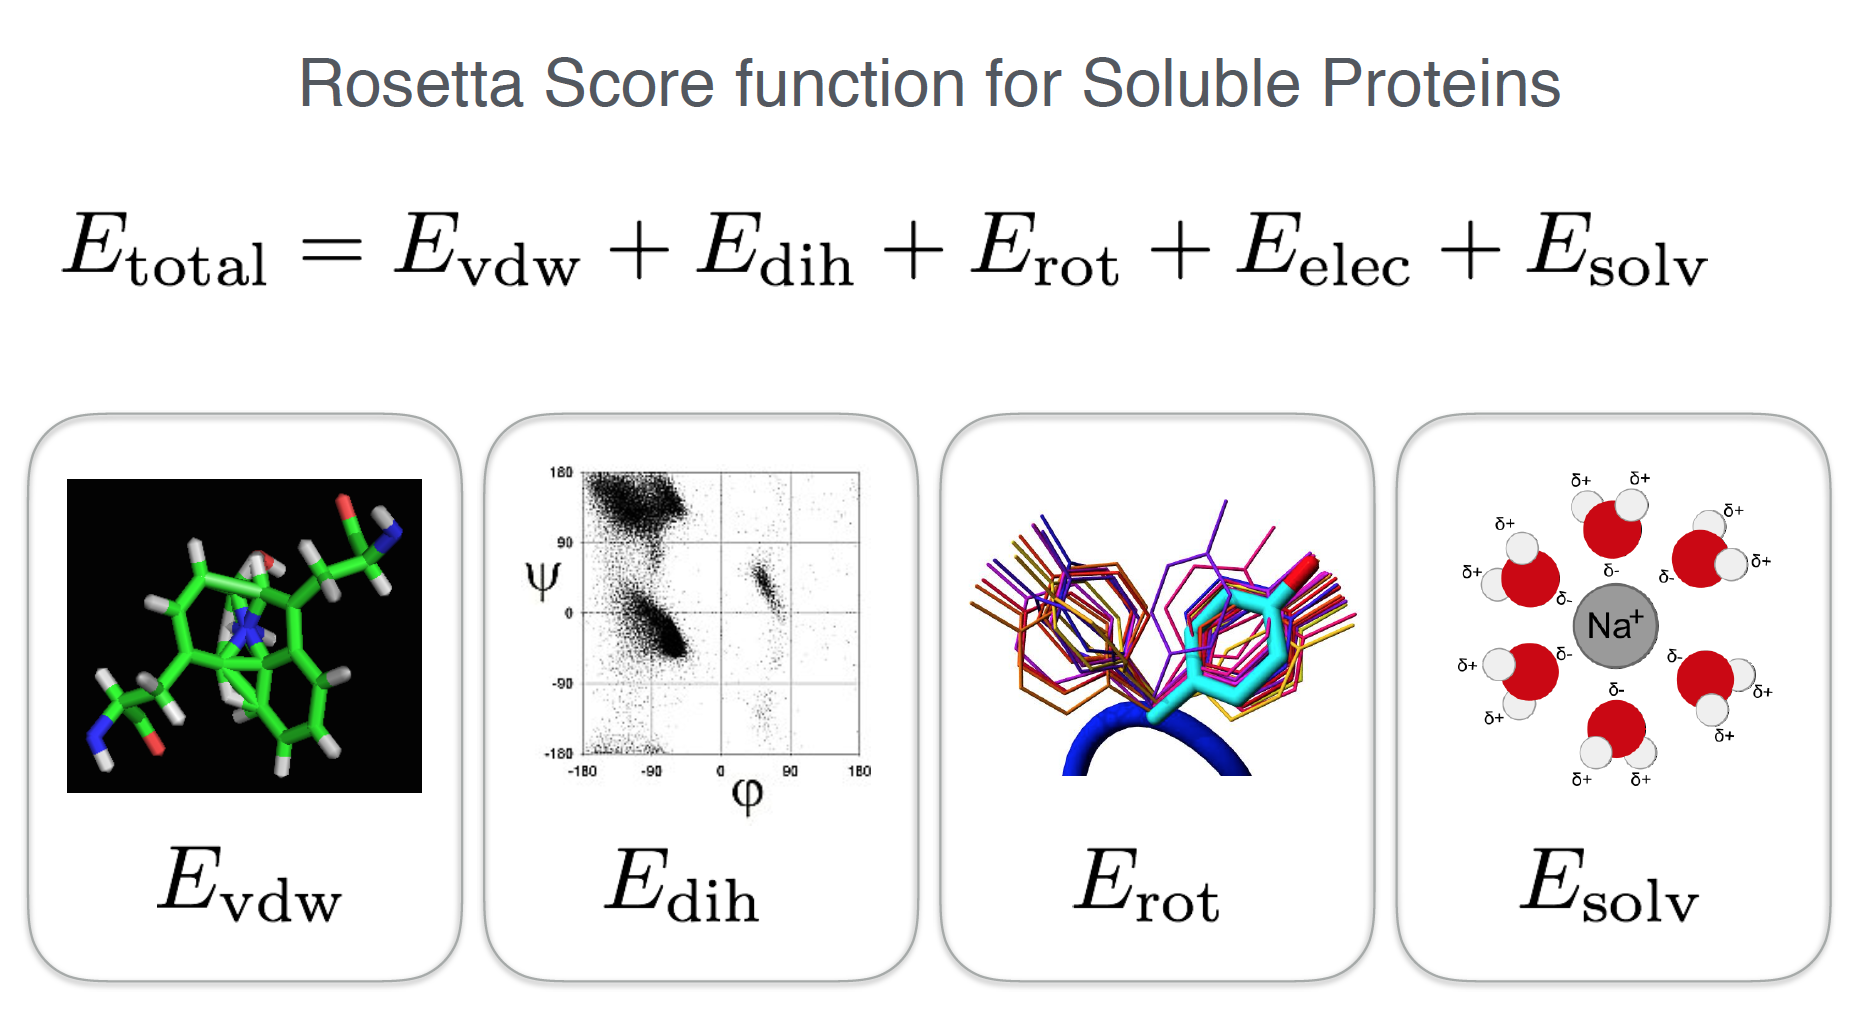 Rosetta Score function for Soluble Proteins
E_total = E_vdw + E_dih + E_rot + E_elec + E_solv
180
90
ψ
0
-90
-180
-180 -90 0 90 180
φ
δ+ δ+
δ+ δ+
δ+ δ- δ- δ+
δ-
Na+
δ+ δ- δ-
δ- δ+
δ+ δ+
δ+ δ+
E_vdw
E_dih
E_rot
E_solv